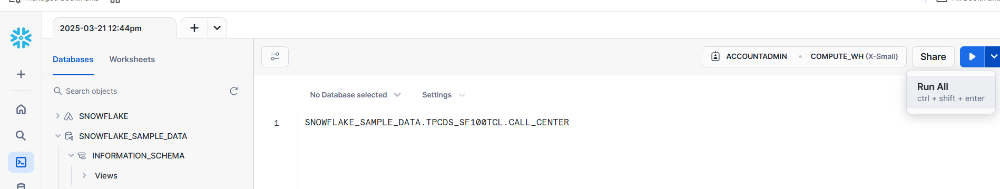 2025-03-21 12:44pm
Databases Worksheets
ACCOUNTADMIN COMPUTE_WH (X-Small) Share
Run All
ctrl + shift + enter
Search objects
No Database selected Settings
SNOWFLAKE
1 SNOWFLAKE_SAMPLE_DATA.TPCDS_SF100TCL.CALL_CENTER
SNOWFLAKE_SAMPLE_DATA
INFORMATION_SCHEMA
Views